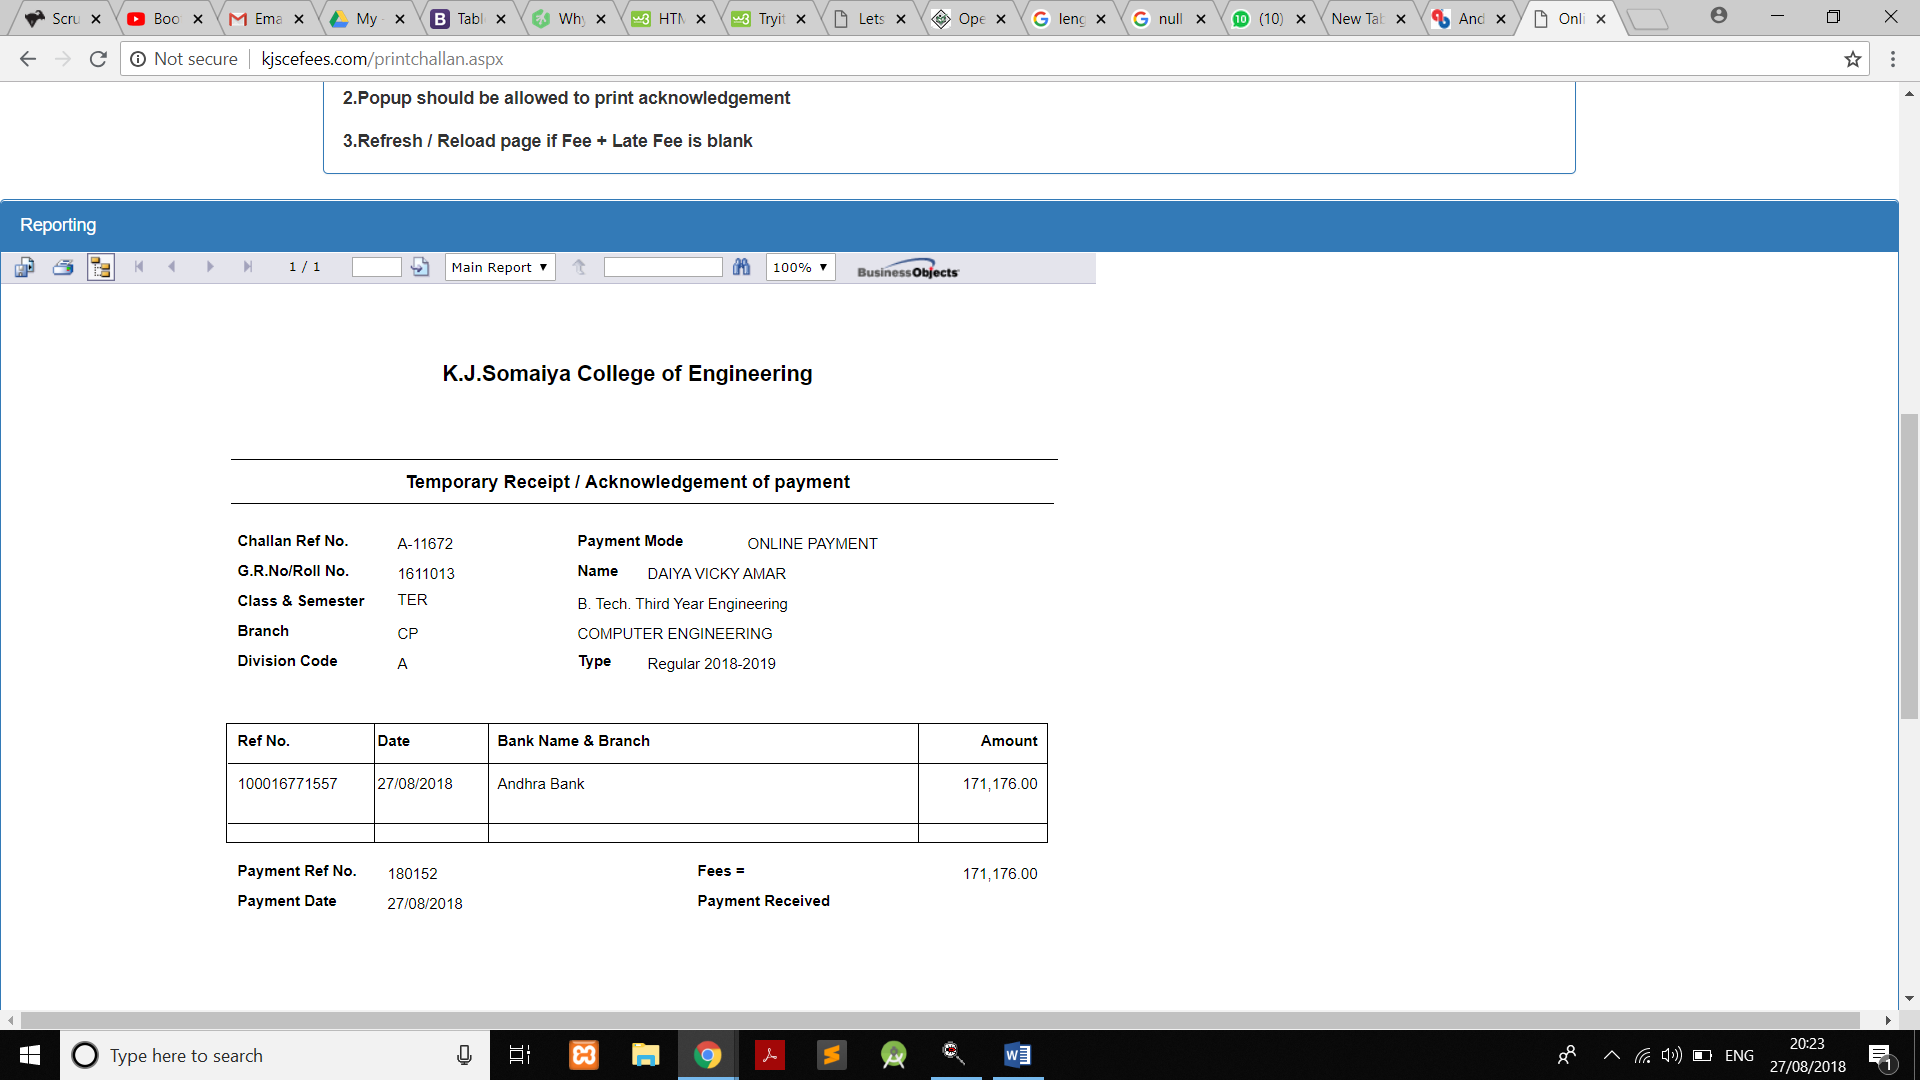 Scru
Boo
Ema
My
Tabl
Why
HTM
Tryit
Lets
Ope
leng
null
(10)
New Tab
And
Onli
Not secure
kjscefees.com/printchallan.aspx
2.Popup should be allowed to print acknowledgement
3.Refresh / Reload page if Fee + Late Fee is blank
Reporting
1 / 1 Main Report 100% BusinessObjects
K.J.Somaiya College of Engineering
Temporary Receipt / Acknowledgement of payment
Challan Ref No. A-11672 Payment Mode ONLINE PAYMENT
G.R.No/Roll No. 1611013 Name DAIYA VICKY AMAR
Class & Semester TER B. Tech. Third Year Engineering
Branch CP COMPUTER ENGINEERING
Division Code A Type Regular 2018-2019
Ref No. Date Bank Name & Branch Amount
100016771557 27/08/2018 Andhra Bank 171,176.00
Payment Ref No. 180152 Fees = 171,176.00
Payment Date 27/08/2018 Payment Received
Type here to search
ENG
20:23
27/08/2018
1